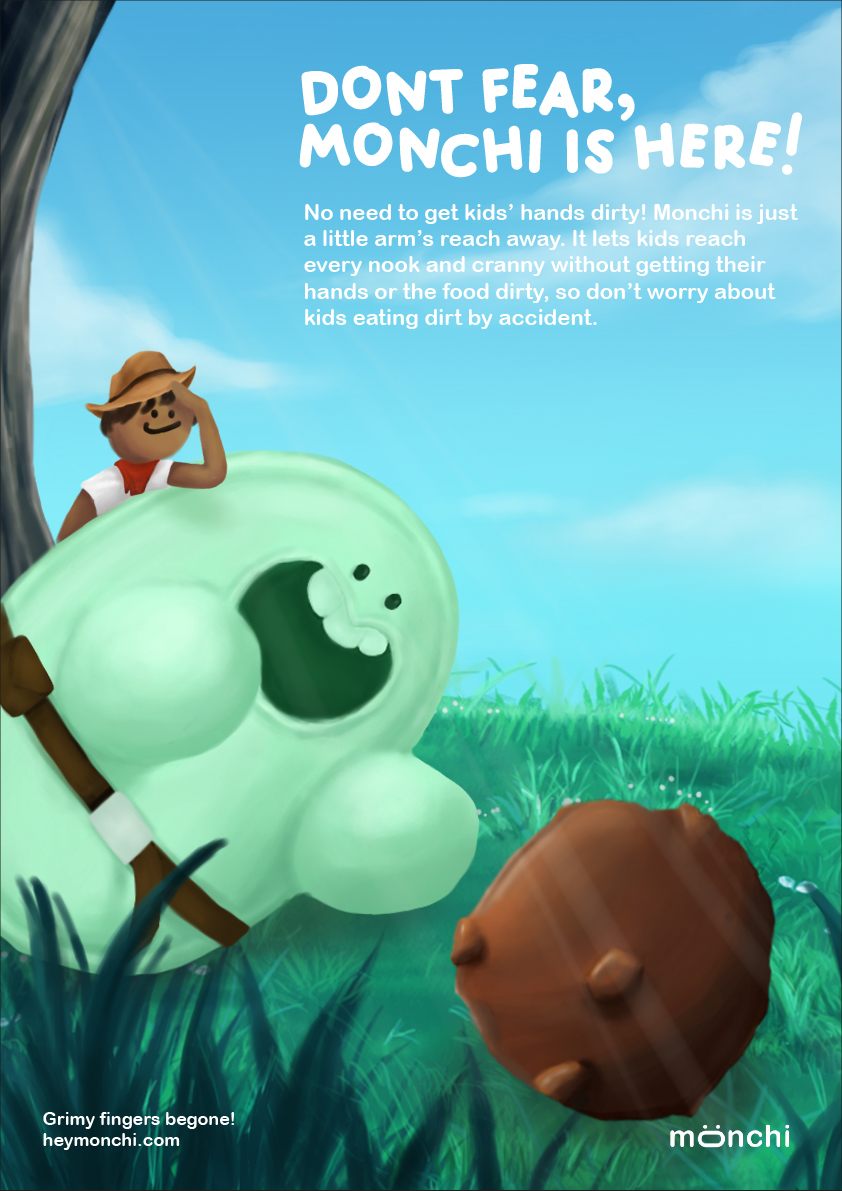 DONT FEAR,
MONCHI IS HERE!
No need to get kids’ hands dirty! Monchi is just
a little arm’s reach away. It lets kids reach
every nook and cranny without getting their
hands or the food dirty, so don’t worry about
kids eating dirt by accident.
Grimy fingers begone!
heymonchi.com
mönchi